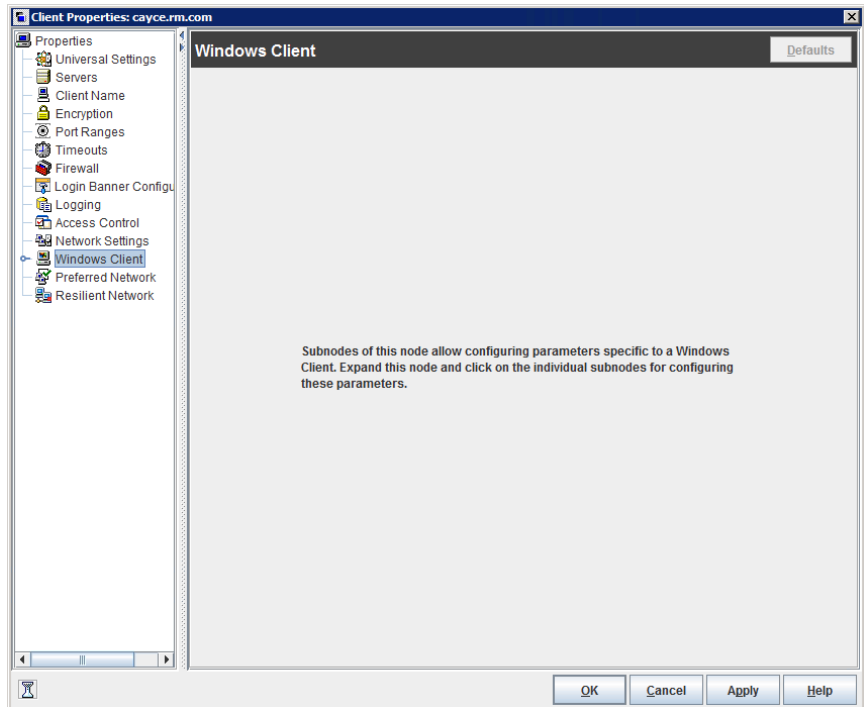 Client Properties: cayce.rm.com
Properties
Universal Settings
Servers
Client Name
Encryption
Port Ranges
Timeouts
Firewall
Login Banner Configu
Logging
Access Control
Network Settings
Windows Client
Preferred Network
Resilient Network
Windows Client
Defaults
Subnodes of this node allow configuring parameters specific to a Windows
Client. Expand this node and click on the individual subnodes for configuring
these parameters.
OK
Cancel
Apply
Help